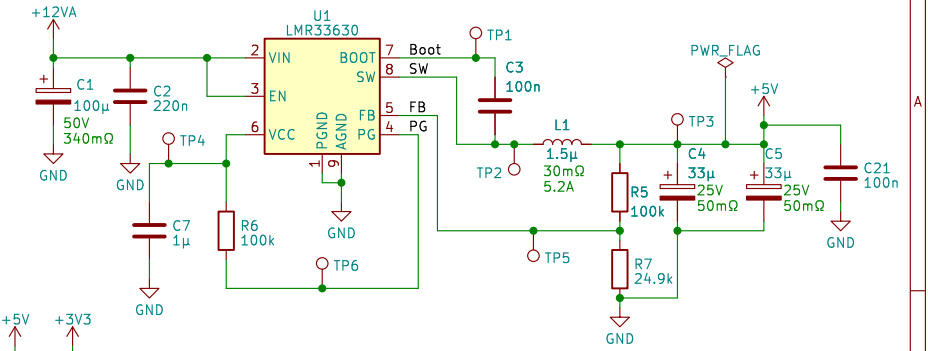 +12VA
U1
LMR33630
2 VIN
BOOT 7 Boot
TP1
PWR_FLAG
SW 8 SW
3 EN
C1
100µ
50V
340mΩ
C2
220n
C3
100n
+5V
A
FB 5 FB
6 VCC
PG 4 PG
PGND
AGND
1
9
TP4
L1
1.5µ
30mΩ
5.2A
TP2
TP3
C4
33µ
25V
50mΩ
C5
33µ
25V
50mΩ
C21
100n
GND
GND
R5
100k
C7
1µ
R6
100k
GND
GND
TP5
TP6
R7
24.9k
GND
GND
+5V
+3V3